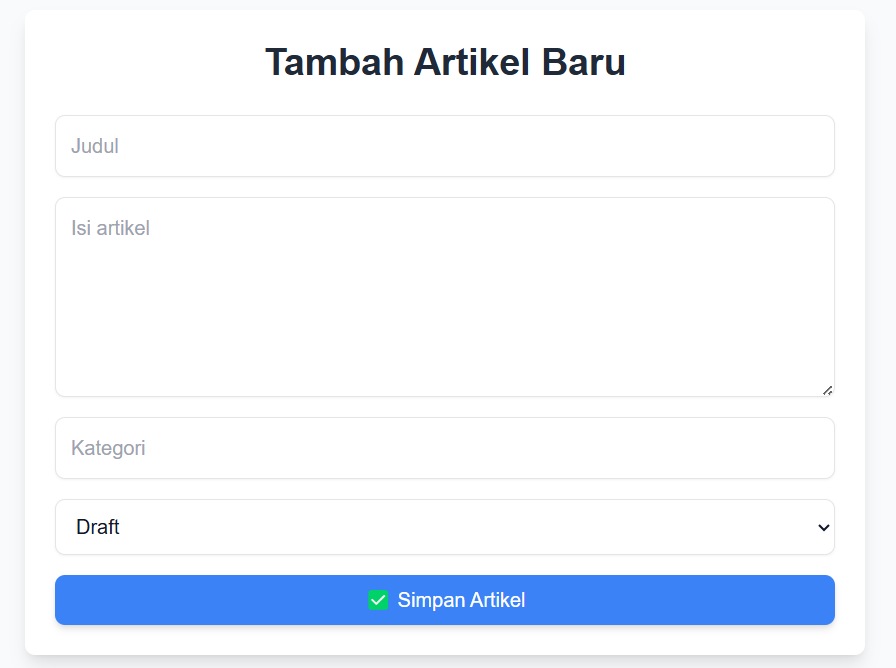 Tambah Artikel Baru
Judul
Isi artikel
Kategori
Draft
✅ Simpan Artikel